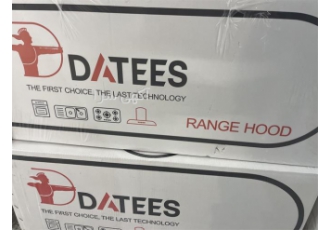 DATEES
THE FIRST CHOICE, THE LAST TECHNOLOGY
RANGE HOOD
DATEES
THE FIRST CHOICE, THE LAST TECHNOLOGY